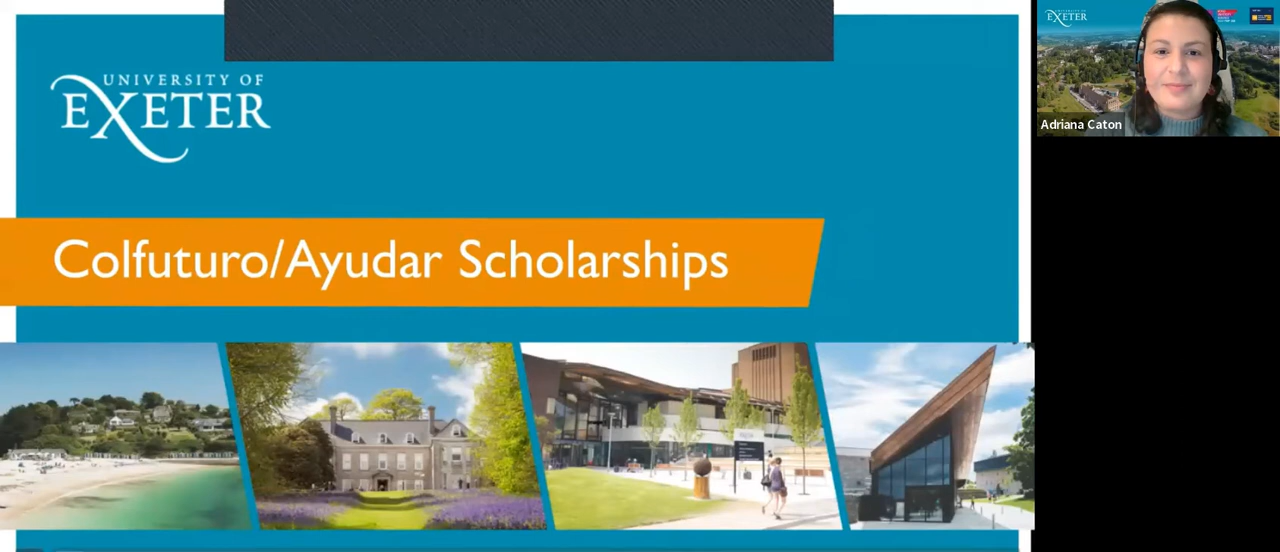 UNIVERSITY OF
EXETER
Colfuturo/Ayudar Scholarships
UNIVERSITY OF
EXETER
Adriana Caton